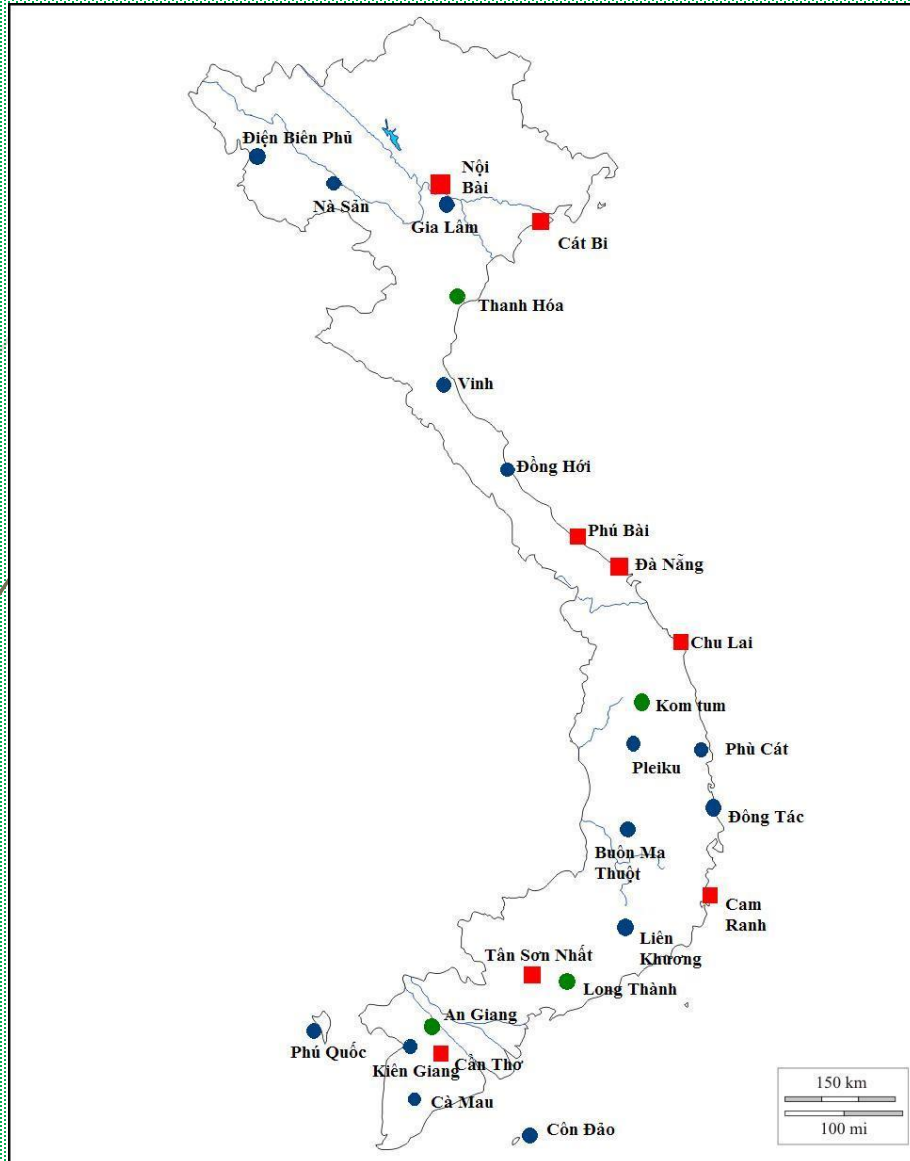 Điện Biên Phủ
Nội
Bài
Nà Sản
Gia Lâm
Cát Bi
Thanh Hóa
Vinh
Đồng Hới
Phú Bài
Đà Nẵng
Chu Lai
Kom tum
Phù Cát
Pleiku
Đông Tác
Buôn Ma
Thuột
Cam
Ranh
Liên
Khương
Tân Sơn Nhất
Long Thành
An Giang
Phú Quốc
Kiên Giang
Cần Thơ
Cà Mau
Côn Đảo
150 km
100 mi